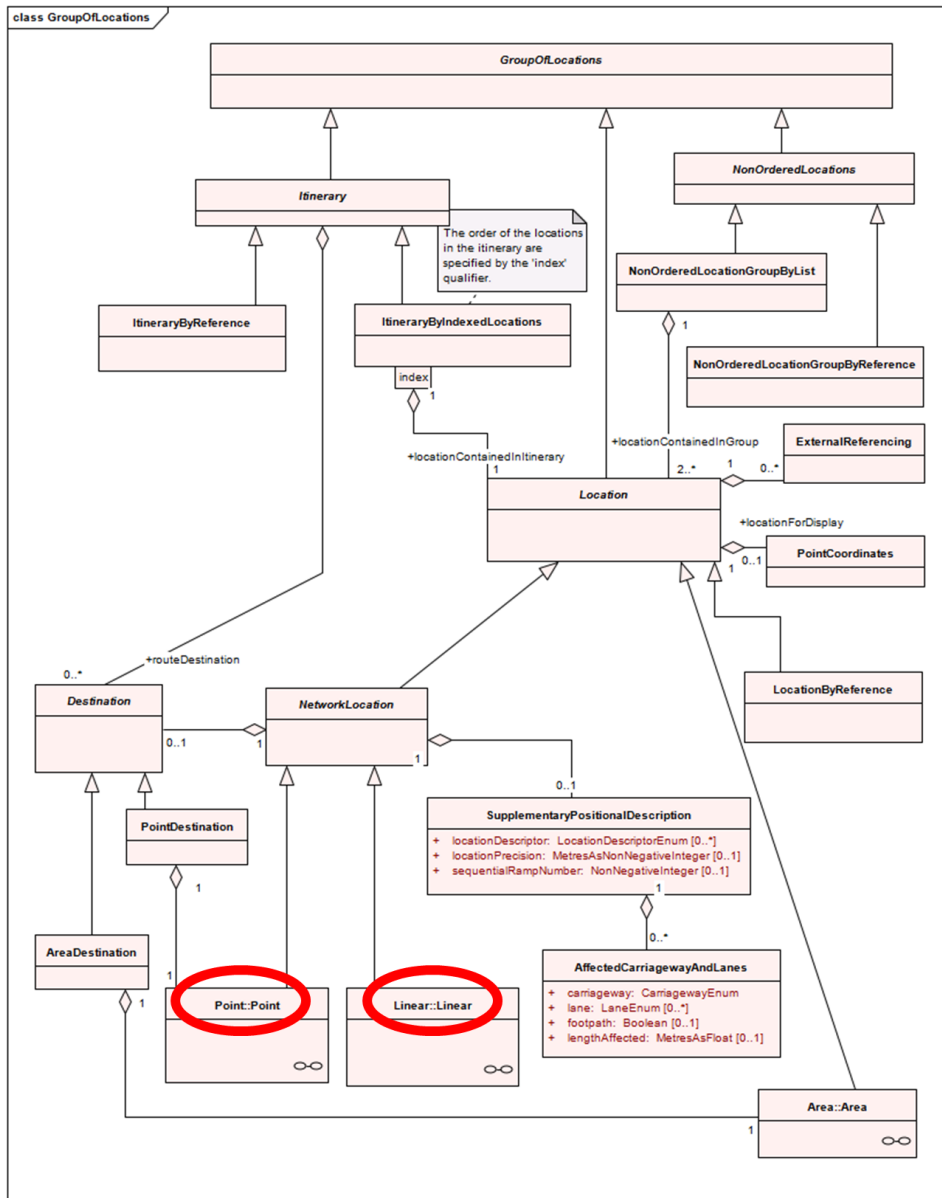 class GroupOfLocations
GroupOfLocations
Itinerary
NonOrderedLocations
The order of the locations
in the itinerary are
specified by the 'index'
qualifier.
NonOrderedLocationGroupByList
ItineraryByReference
ItineraryByIndexedLocations
1
NonOrderedLocationGroupByReference
index
1
+locationContainedInGroup
ExternalReferencing
+locationContainedInItinerary
1
2..*
1
0..*
Location
+locationForDisplay
PointCoordinates
1
0..1
+routeDestination
0..*
LocationByReference
Destination
NetworkLocation
0..1
1
1
0..1
PointDestination
SupplementaryPositionalDescription
+ locationDescriptor: LocationDescriptorEnum [0..*]
+ locationPrecision: MetresAsNonNegativeInteger [0..1]
+ sequentialRampNumber: NonNegativeInteger [0..1]
1
1
AreaDestination
0..*
AffectedCarriagewayAndLanes
+ carriageway: CarriagewayEnum
+ lane: LaneEnum [0..*]
+ footpath: Boolean [0..1]
+ lengthAffected: MetresAsFloat [0..1]
1
1
Point::Point
Linear::Linear
Area::Area
1